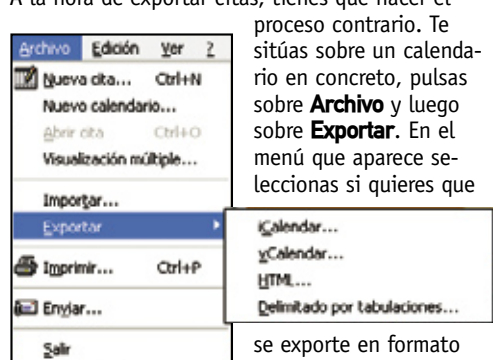 A la hora de exportar citas, tienes que hacer el
proceso contrario. Te
sitúas sobre un calenda-
rio en concreto, pulsas
sobre Archivo y luego
sobre Exportar. En el
menú que aparece se-
leccionas si quieres que
Archivo Edición Ver ?
Nueva cita... Ctrl+N
Nuevo calendario...
Abrir cita Ctrl+O
Visualización múltiple...
Importar...
Exportar
iCalendar...
vCalendar...
HTML...
Delimitado por tabulaciones...
Imprimir... Ctrl+P
Enviar...
Salir
se exporte en formato